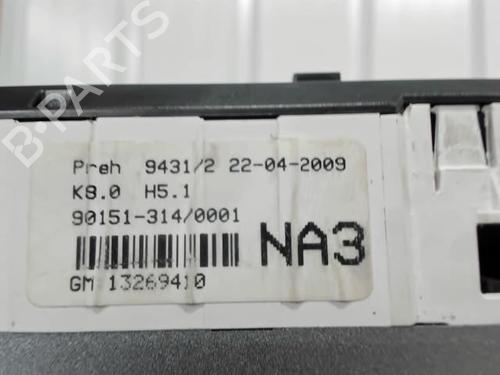 B-PARTS
Preh 9431/2 22-04-2009
K8.0 H5.1
90151-314/0001
NA3
GM 13269410